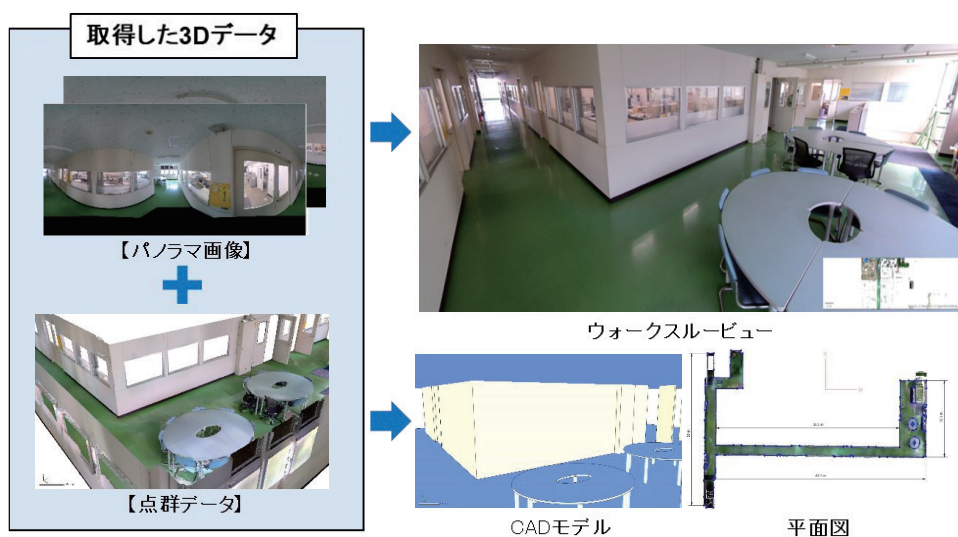 取得した3Dデータ
【パノラマ画像】
【点群データ】
ウォークスルービュー
CADモデル
平面図